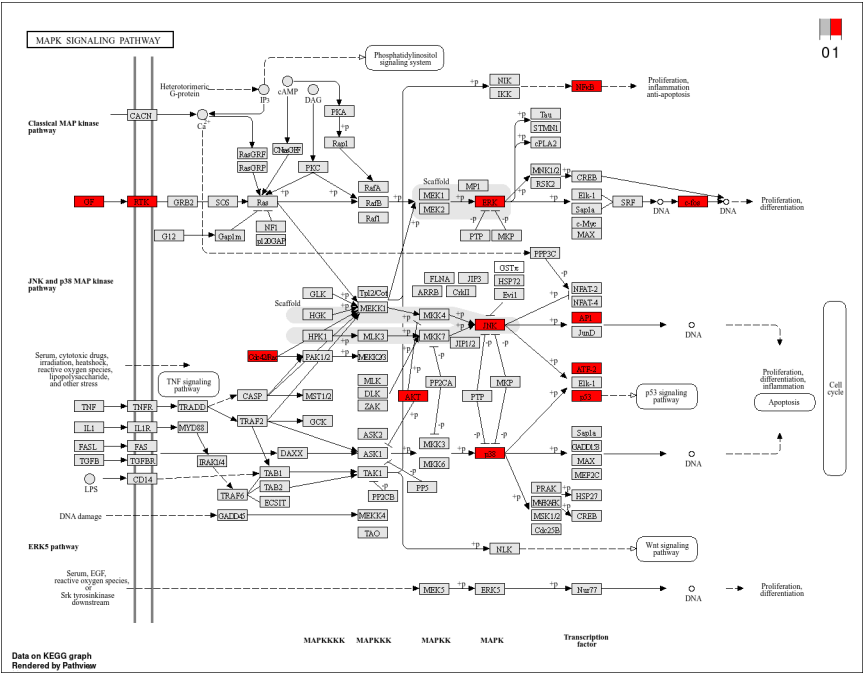 MAPK SIGNALING PATHWAY
0 1
Phosphatidylinositol
signaling system
Heterotorimeric
G-protein
IP3
cAMP
DAG
+p
NIK
IKK
NFκB
Proliferation,
inflammation
anti-apoptosis
CACN
Ca2+
PKA
+p
Rap1
Classical MAP kinase
pathway
RasGRF
RasGRP
CNasGEF
PKC
Tau
STMN1
cPLA2
+p
+p
GF
RTK
GRB2
SOS
Ras
+p
+p
RafA
RafB
Raf1
+p
Scaffold
MEK1
MEK2
MP1
+p
ERK
+p
+p
MNK1/2
RSK2
CREB
Elk-1
Sap1a
c-Myc
MAX
SRF
DNA
c-fos
DNA
Proliferation,
differentiation
G12
Gap1m
NF1
p120GAP
PTP
MKP
PPP3C
-p
JNK and p38 MAP kinase
pathway
GLK
HGK
HPK1
Scaffold
Tpl2/Cot
MEKK1
MLK3
MEKK2/3
FLNA
ARRB
JIP3
CrkII
GSTπ
HSP72
Evi1
NFAT-2
NFAT-4
MKK4
MKK7
JIP1/2
JNK
AP1
JunD
DNA
Cdc42/Rac
PAK1/2
Serum, cytotoxic drugs,
irradiation, heatshock,
reactive oxygen species,
lipopolysaccharide,
and other stress
TNF signaling
pathway
CASP
MST1/2
MLK
DLK
ZAK
AKT
PP2CA
PTP
MKP
ATF-2
Elk-1
p53
p53 signaling
pathway
Proliferation,
differentiation,
inflammation
Apoptosis
Cell
cycle
TNF
TNFR
TRADD
IL1
IL1R
MYD88
TRAF2
GCK
FASL
FAS
DAXX
ASK2
ASK1
TGFB
TGFBR
IRAK1/4
TAB1
TAB2
TAK1
MKK3
MKK6
p38
Sap1a
GADD153
MAX
MEF2C
DNA
LPS
CD14
TRAF6
ECSIT
PP2CB
PP5
PRAK
MAPKAPK
MSK1/2
Cdc25B
HSP27
CREB
DNA damage
GADD45
MEKK4
TAO
ERK5 pathway
NLK
Wnt signaling
pathway
Serum, EGF,
reactive oxygen species,
or
Srk tyrosinkinase
downstream
MEK5
+p
ERK5
+p
Nur77
DNA
Proliferation,
differentiation
MAPKKKK
MAPKKK
MAPKK
MAPK
Transcription
factor
Data on KEGG graph
Rendered by Pathview